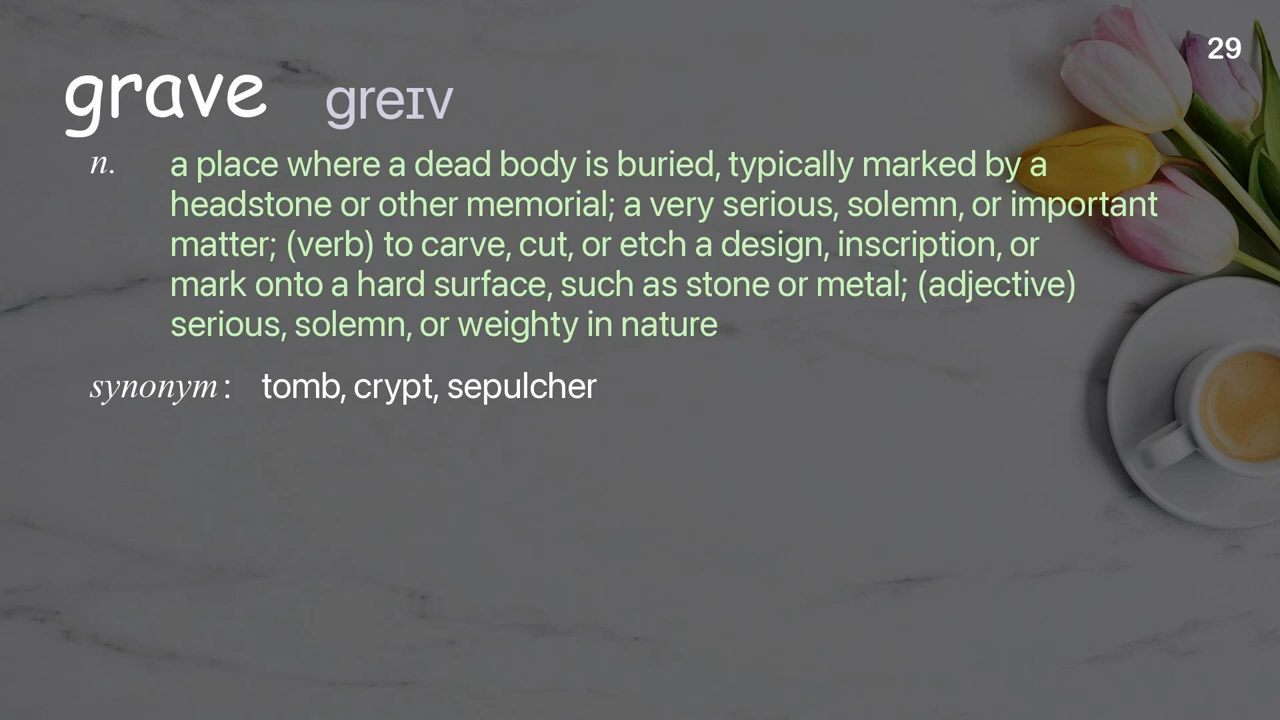 29
grave greɪv
n. a place where a dead body is buried, typically marked by a
headstone or other memorial; a very serious, solemn, or important
matter; (verb) to carve, cut, or etch a design, inscription, or
mark onto a hard surface, such as stone or metal; (adjective)
serious, solemn, or weighty in nature
synonym: tomb, crypt, sepulcher